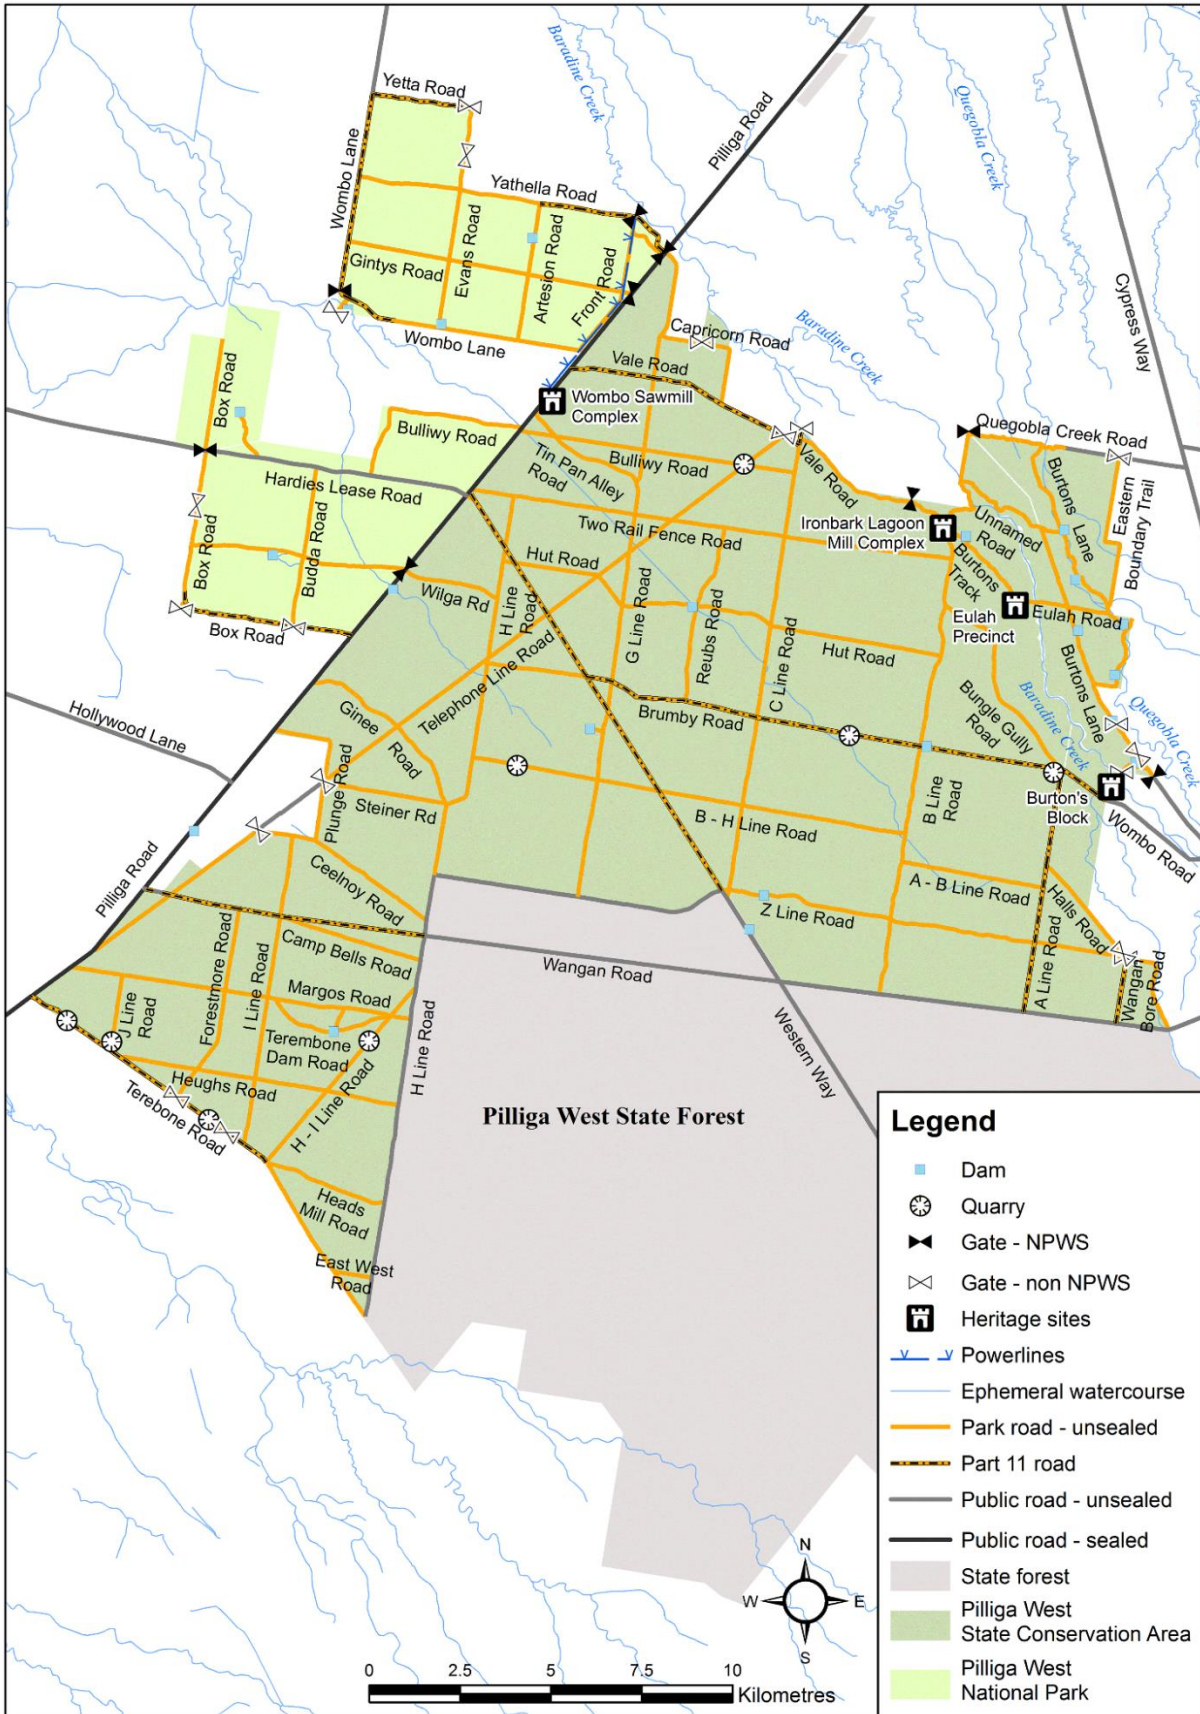 Yetta Road
Baradine Creek
Pilliga Road
Quegobla Creek
Wombo Lane
Yathella Road
Evans Road
Artesion Road
Gintys Road
Front Road
Cypress Way
Wombo Lane
Capricorn Road
Baradine Creek
Vale Road
Box Road
Wombo Sawmill
Complex
Bulliwy Road
Quegobla Creek Road
Tin Pan Alley
Road
Bulliwy Road
Vale Road
Burtons
Lane
Eastern
Boundary Trail
Hardies Lease Road
Two Rail Fence Road
Ironbark Lagoon
Mill Complex
Unnamed
Road
Box Road
Budda Road
Hut Road
Burtons
Track
Wilga Rd
H Line
Road
G Line Road
Reubs Road
C Line Road
Eulah
Precinct
Eulah Road
Box Road
Hut Road
Burtons Lane
Telephone Line Road
Hollywood Lane
Ginee
Road
Brumby Road
Bungle Gully
Road
Baradine Creek
Quegobla Creek
Plunge Road
Steiner Rd
B - H Line Road
B Line
Road
Burton's
Block
Wombo Road
Pilliga Road
Ceelnoy Road
A - B Line Road
Halls Road
Z Line Road
Forestmore Road
I Line Road
Camp Bells Road
Wangan Road
A Line Road
Wangan
Bore Road
J Line
Road
Margos Road
Terembone
Dam Road
H Line Road
Western Way
Heughs Road
Terebone Road
H - I Line Road
Pilliga West State Forest
Heads
Mill Road
East West
Road
Legend
Dam
Quarry
Gate - NPWS
Gate - non NPWS
Heritage sites
Powerlines
Ephemeral watercourse
Park road - unsealed
Part 11 road
Public road - unsealed
Public road - sealed
State forest
Pilliga West
State Conservation Area
Pilliga West
National Park
N
W
E
S
0 2.5 5 7.5 10
Kilometres